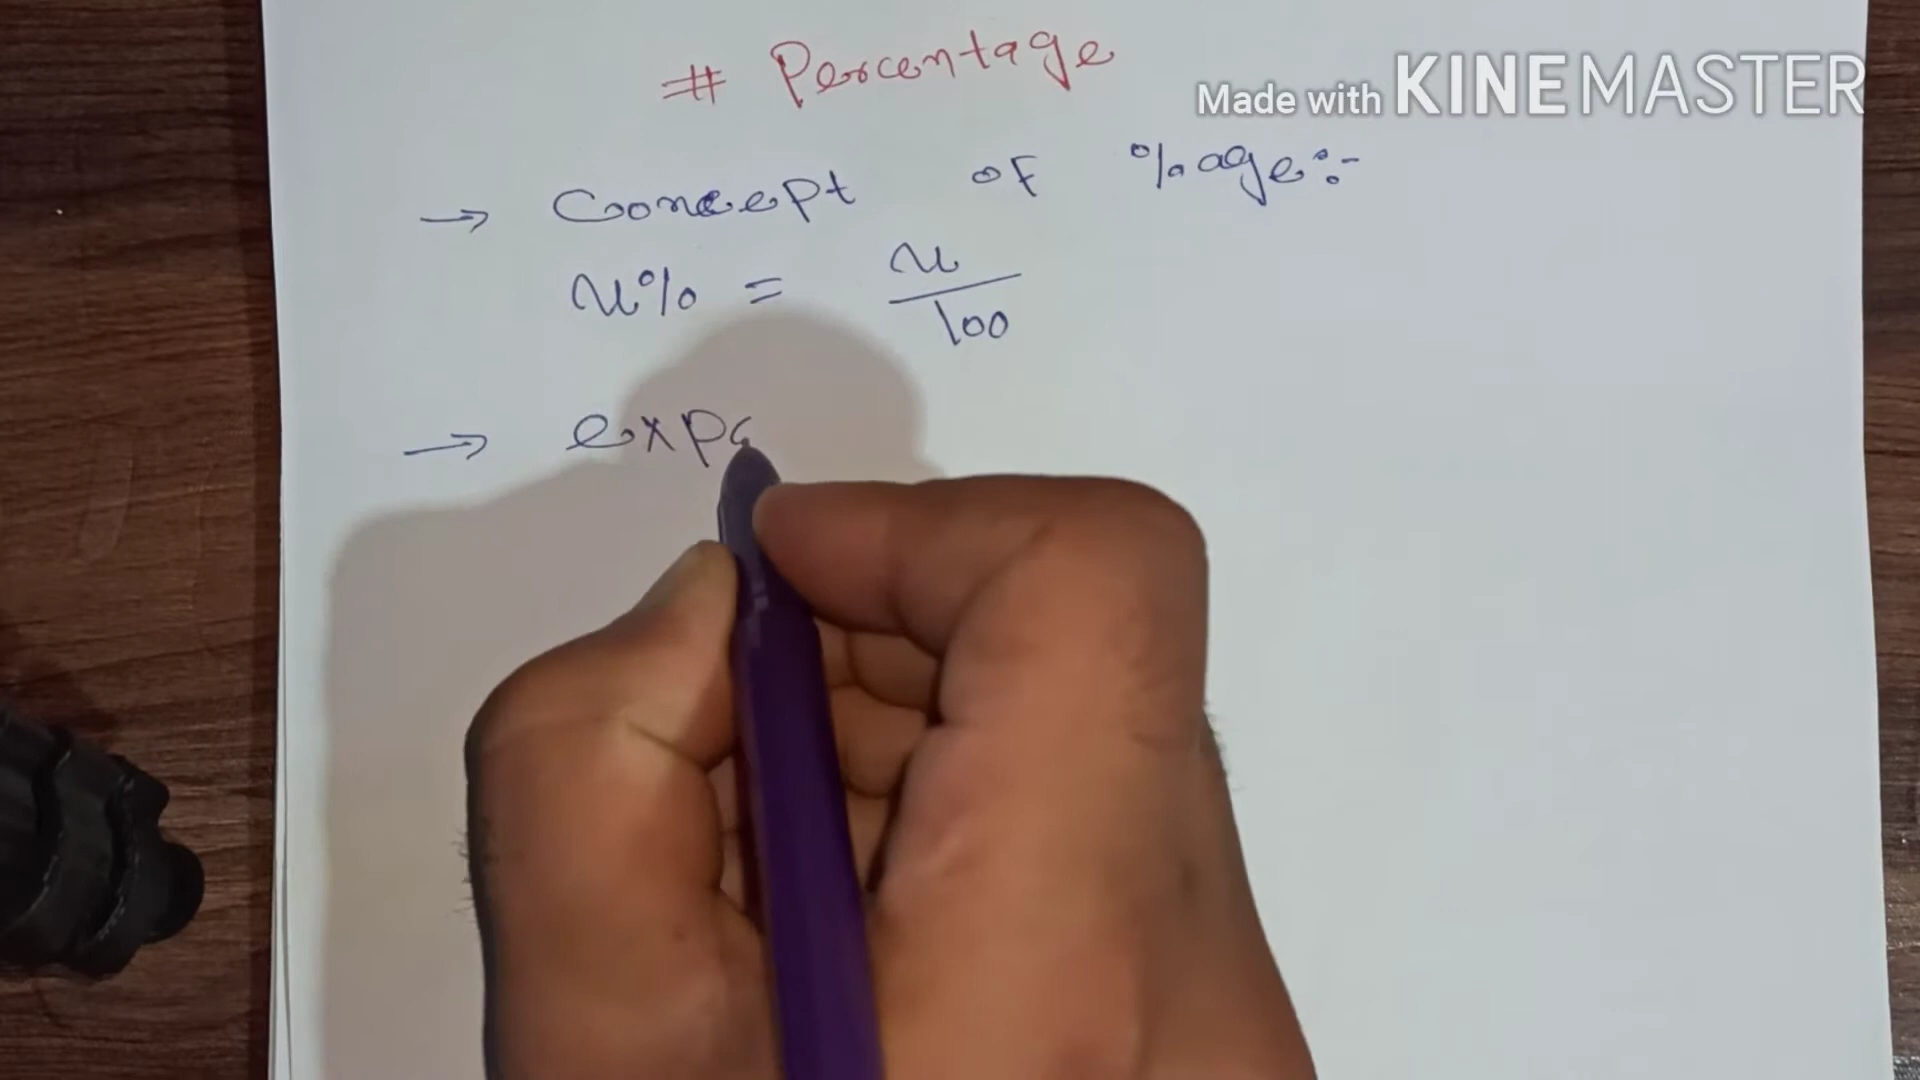 # Percentage
Made with KINEMASTER
→ Concept of %age:-
x% = x
100
→ exp